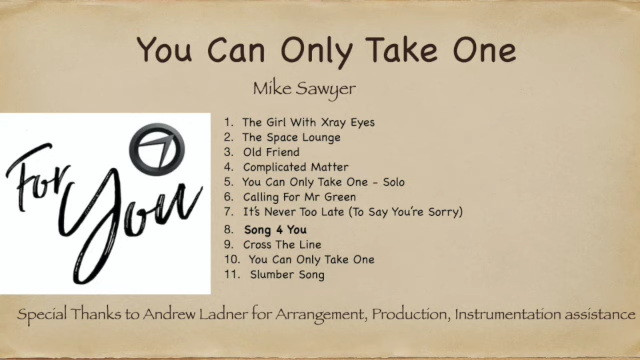 You Can Only Take One
Mike Sawyer
For
You
1. The Girl With Xray Eyes
2. The Space Lounge
3. Old Friend
4. Complicated Matter
5. You Can Only Take One - Solo
6. Calling For Mr Green
7. It's Never Too Late (To Say You're Sorry)
8. Song 4 You
9. Cross The Line
10. You Can Only Take One
11. Slumber Song
Special Thanks to Andrew Ladner for Arrangement, Production, Instrumentation assistance